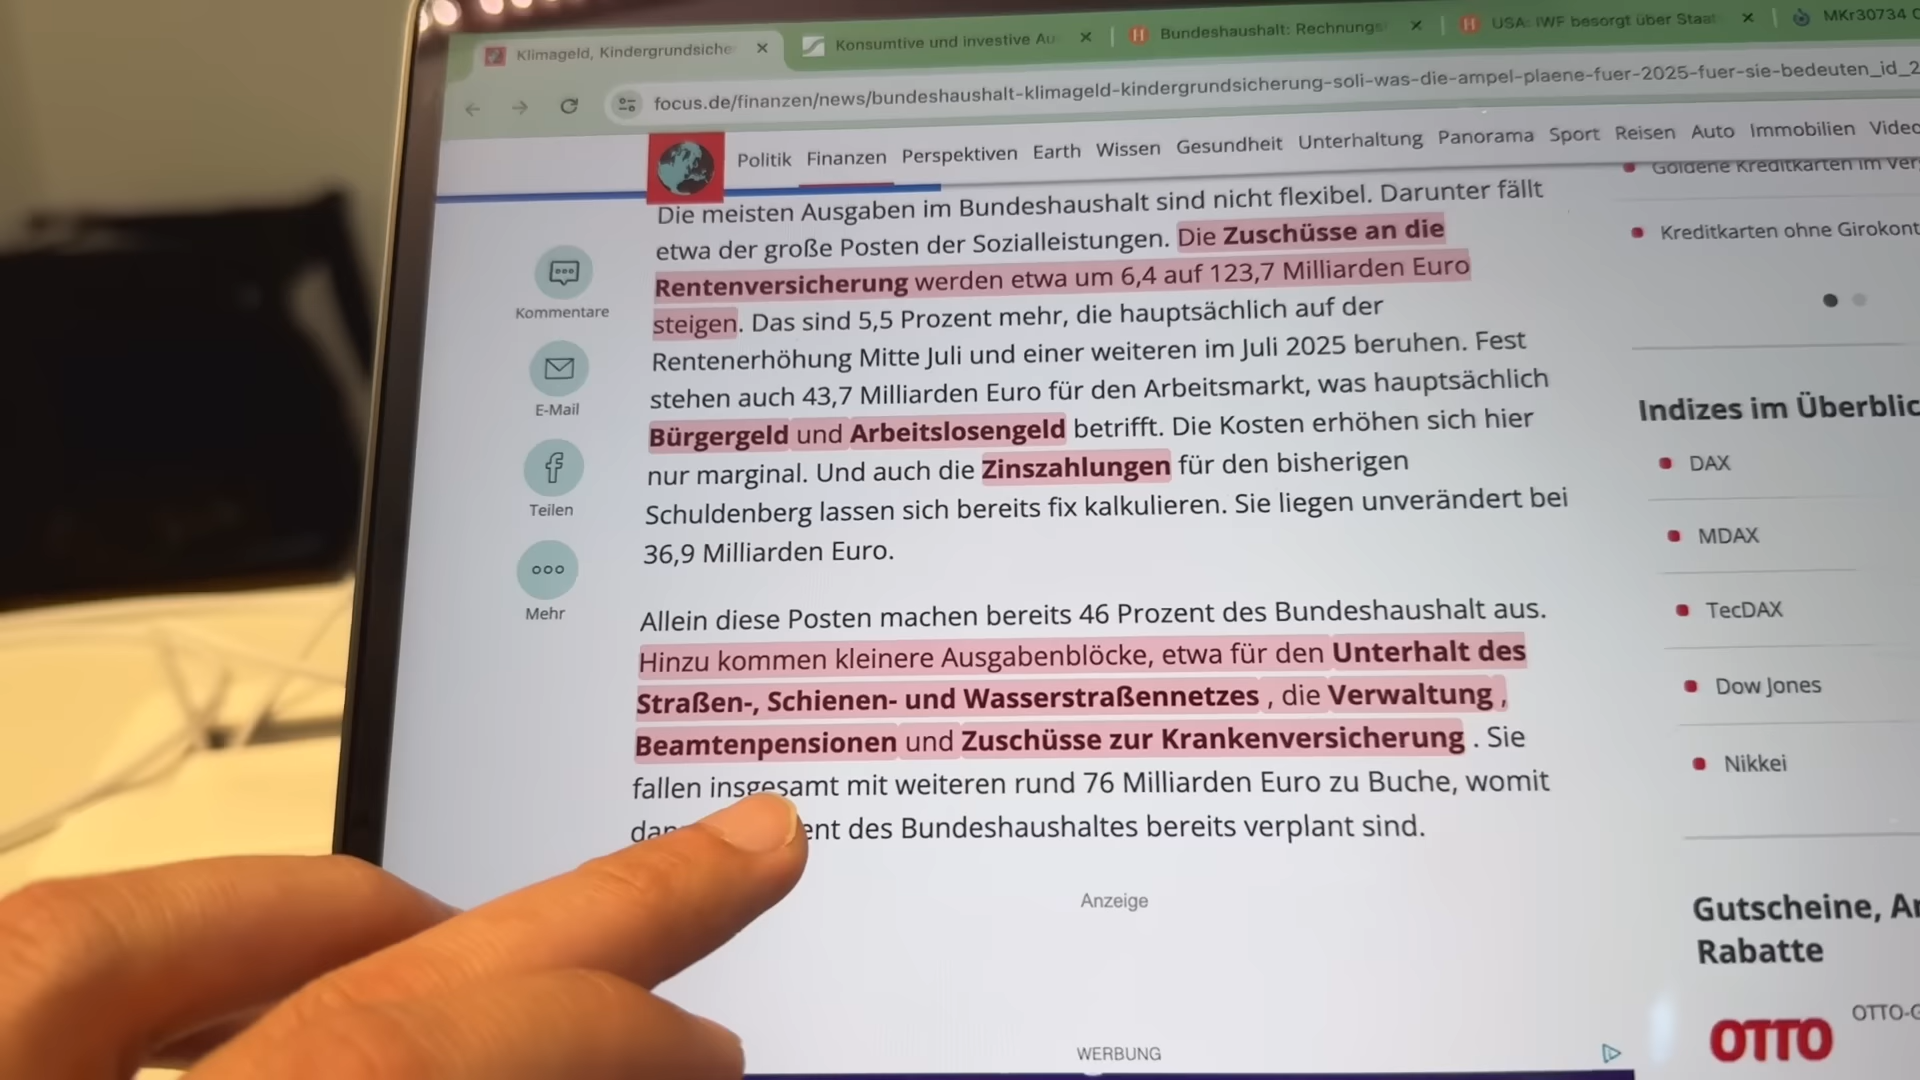 Klimageld, Kindergrundsiche
Konsumtive und investive Au
Bundeshaushalt: Rechnungs
USA: IWF besorgt über Staat
MKr30734
focus.de/finanzen/news/bundeshaushalt-klimageld-kindergrundsicherung-soli-was-die-ampel-plaene-fuer-2025-fuer-sie-bedeuten_id_2
Politik Finanzen Perspektiven Earth Wissen Gesundheit Unterhaltung Panorama Sport Reisen Auto Immobilien Videc
Die meisten Ausgaben im Bundeshaushalt sind nicht flexibel. Darunter fällt
etwa der große Posten der Sozialleistungen. Die Zuschüsse an die
Rentenversicherung werden etwa um 6,4 auf 123,7 Milliarden Euro
steigen. Das sind 5,5 Prozent mehr, die hauptsächlich auf der
Rentenerhöhung Mitte Juli und einer weiteren im Juli 2025 beruhen. Fest
stehen auch 43,7 Milliarden Euro für den Arbeitsmarkt, was hauptsächlich
Bürgergeld und Arbeitslosengeld betrifft. Die Kosten erhöhen sich hier
nur marginal. Und auch die Zinszahlungen für den bisherigen
Schuldenberg lassen sich bereits fix kalkulieren. Sie liegen unverändert bei
36,9 Milliarden Euro.
Allein diese Posten machen bereits 46 Prozent des Bundeshaushalt aus.
Hinzu kommen kleinere Ausgabenblöcke, etwa für den Unterhalt des
Straßen-, Schienen- und Wasserstraßennetzes , die Verwaltung ,
Beamtenpensionen und Zuschüsse zur Krankenversicherung . Sie
fallen insgesamt mit weiteren rund 76 Milliarden Euro zu Buche, womit
ent des Bundeshaushaltes bereits verplant sind.
Anzeige
WERBUNG
Kommentare
E-Mail
Teilen
Mehr
Goldene Kreditkarten im Ver
Kreditkarten ohne Girokont
Indizes im Überblic
DAX
MDAX
TecDAX
Dow Jones
Nikkei
Gutscheine, An
Rabatte
OTTO
OTTO-G